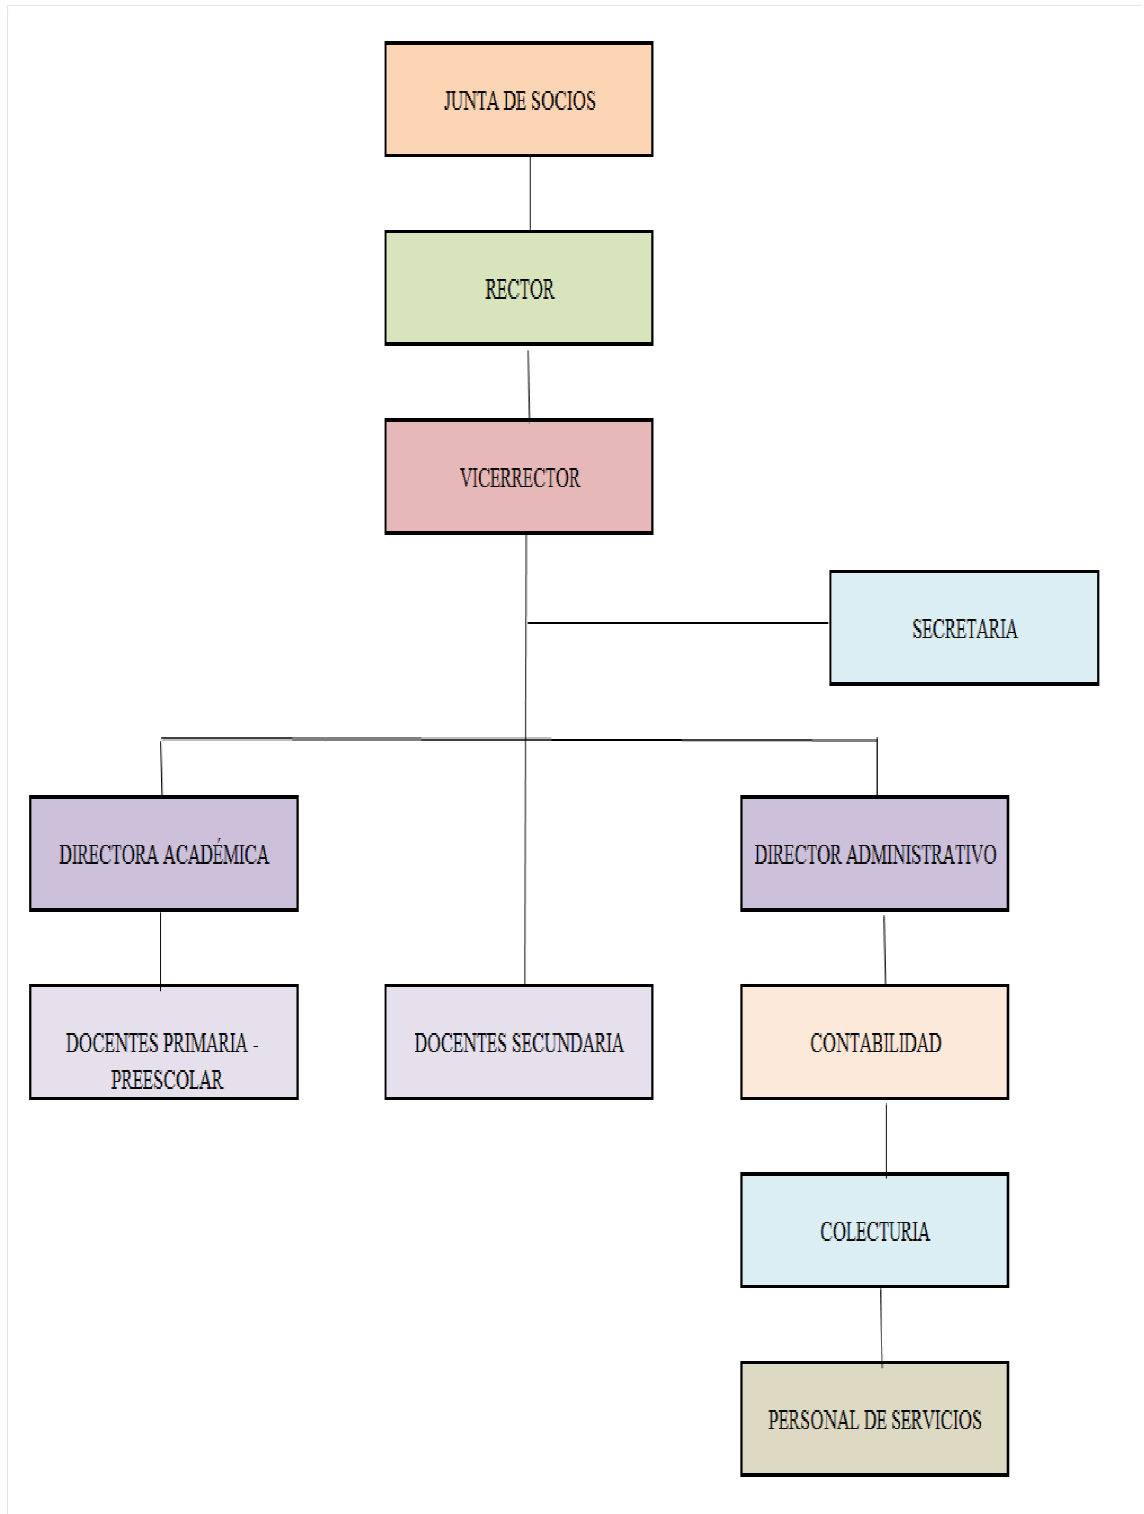 JUNTA DE SOCIOS
RECTOR
VICERRECTOR
SECRETARIA
DIRECTORA ACADÉMICA
DIRECTOR ADMINISTRATIVO
DOCENTES PRIMARIA -
PREESCOLAR
DOCENTES SECUNDARIA
CONTABILIDAD
COLECTURIA
PERSONAL DE SERVICIOS